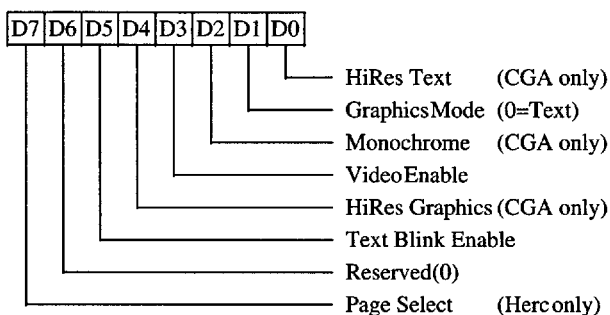 D7 D6 D5 D4 D3 D2 D1 D0
HiRes Text (CGA only)
GraphicsMode (0=Text)
Monochrome (CGA only)
VideoEnable
HiRes Graphics (CGA only)
Text Blink Enable
Reserved(0)
Page Select (Herc only)